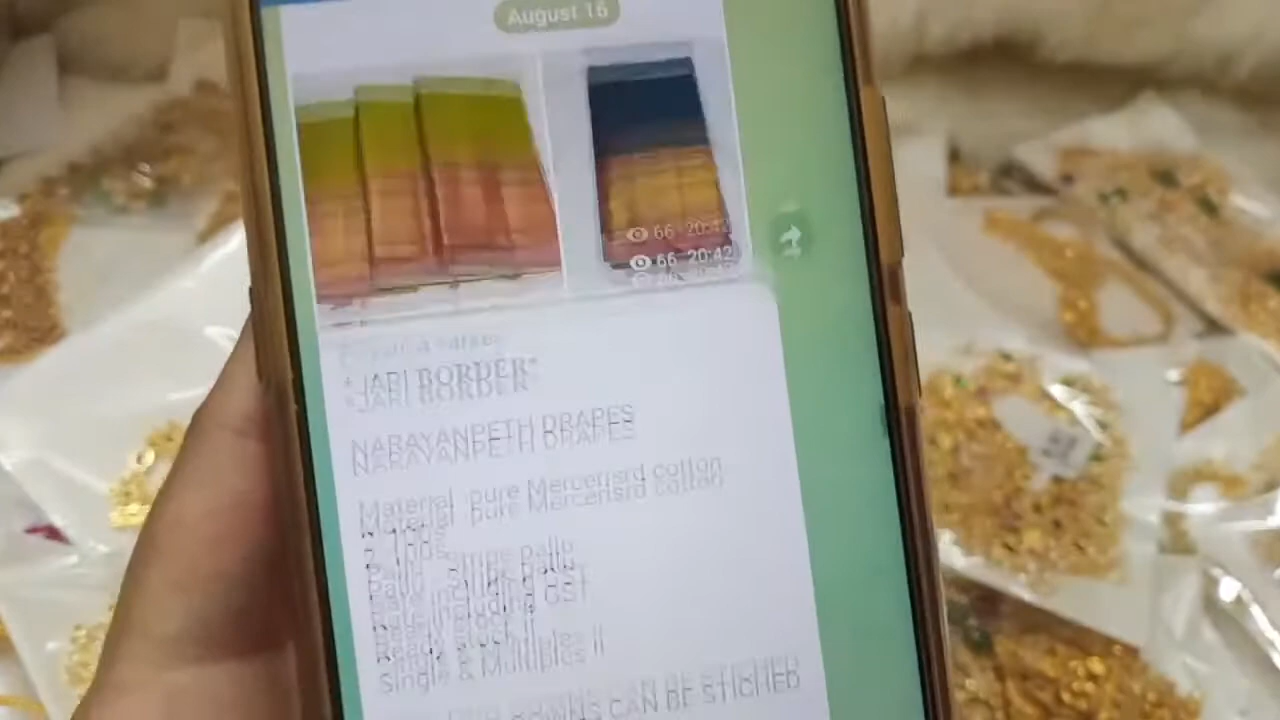 August 16
66 20:42
66 20:42
*JARI BORDER*
NARAYANPETH DRAPES
Material :pure Mercerisrd cotton
Pallu : Stripe pallu
Rate including GST
Ready stock ||
Single & Multiples ||
CAN BE STICHED